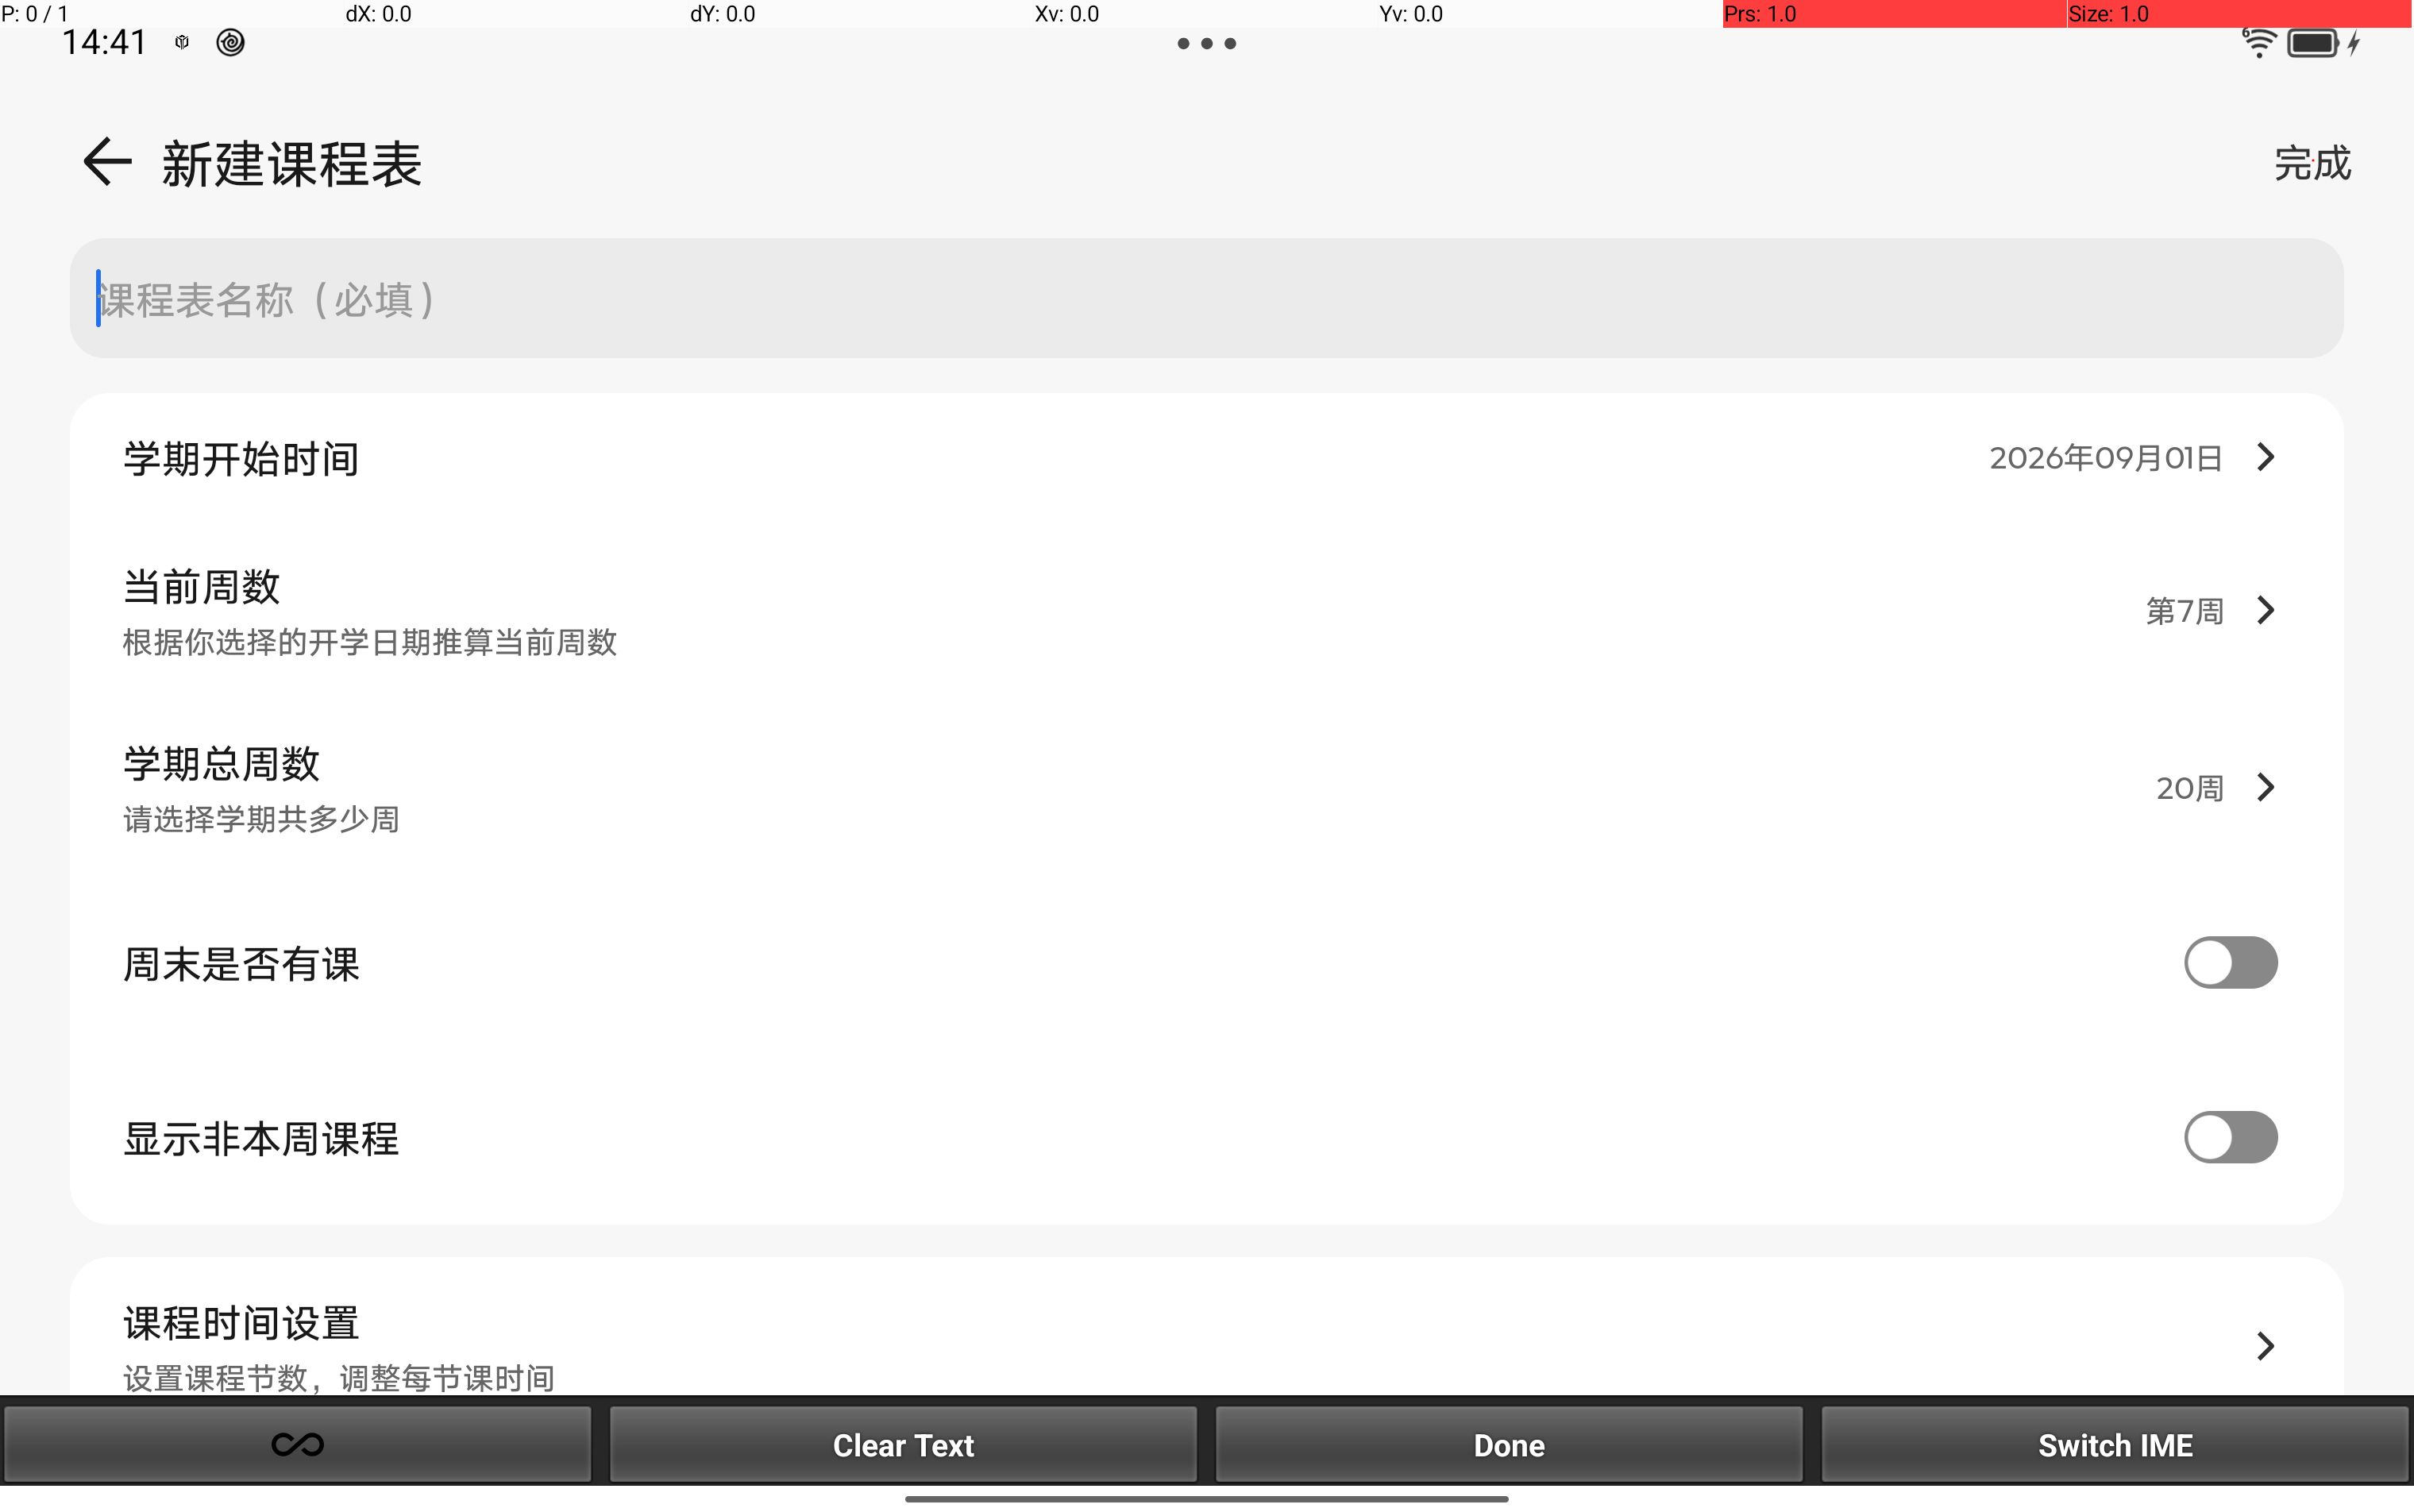 P: 0 / 1 dX: 0.0 dY: 0.0 Xv: 0.0 Yv: 0.0 Prs: 1.0 Size: 1.0
14:41 6
新建课程表 完成
课程表名称（必填）
学期开始时间 2026年09月01日
当前周数 第7周
根据你选择的开学日期推算当前周数
学期总周数 20周
请选择学期共多少周
周末是否有课
显示非本周课程
课程时间设置
设置课程节数，调整每节课时间
Clear Text Done Switch IME